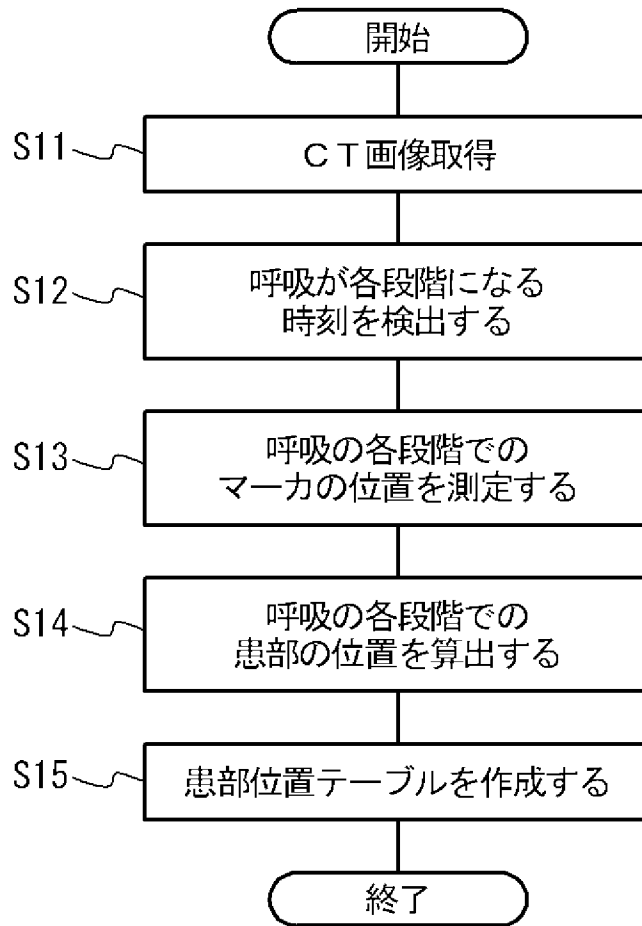 開始
S11
ＣＴ画像取得
S12
呼吸が各段階になる
時刻を検出する
S13
呼吸の各段階での
マーカの位置を測定する
S14
呼吸の各段階での
患部の位置を算出する
S15
患部位置テーブルを作成する
終了